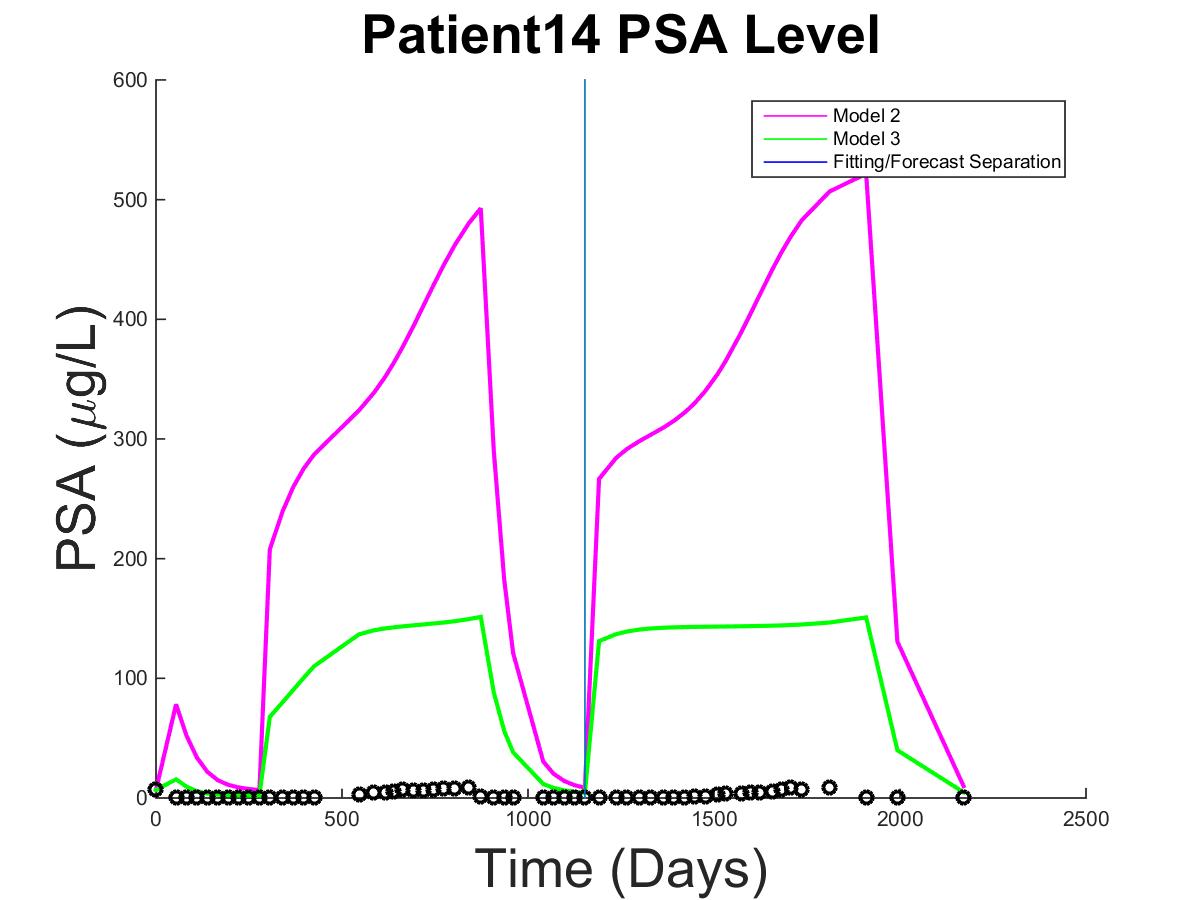 Patient14 PSA Level
600
500
400
300
200
100
0
PSA (μg/L)
Model 2
Model 3
Fitting/Forecast Separation
0 500 1000 1500 2000 2500
Time (Days)